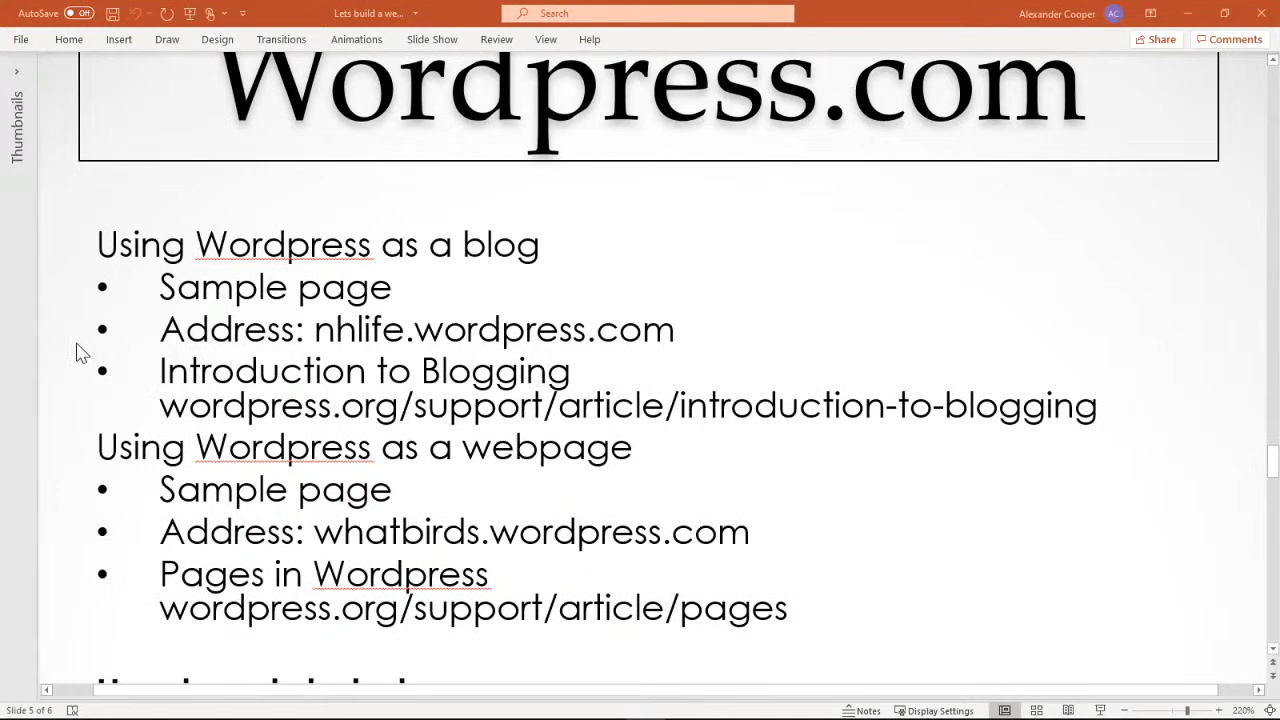 AutoSave Off Lets build a we... Search Alexander Cooper AC
File Home Insert Draw Design Transitions Animations Slide Show Review View Help Share Comments
Thumbnails
Wordpress.com
Using Wordpress as a blog
• Sample page
• Address: nhlife.wordpress.com
• Introduction to Blogging
wordpress.org/support/article/introduction-to-blogging
Using Wordpress as a webpage
• Sample page
• Address: whatbirds.wordpress.com
• Pages in Wordpress
wordpress.org/support/article/pages
Slide 5 of 6 Notes Display Settings 220%